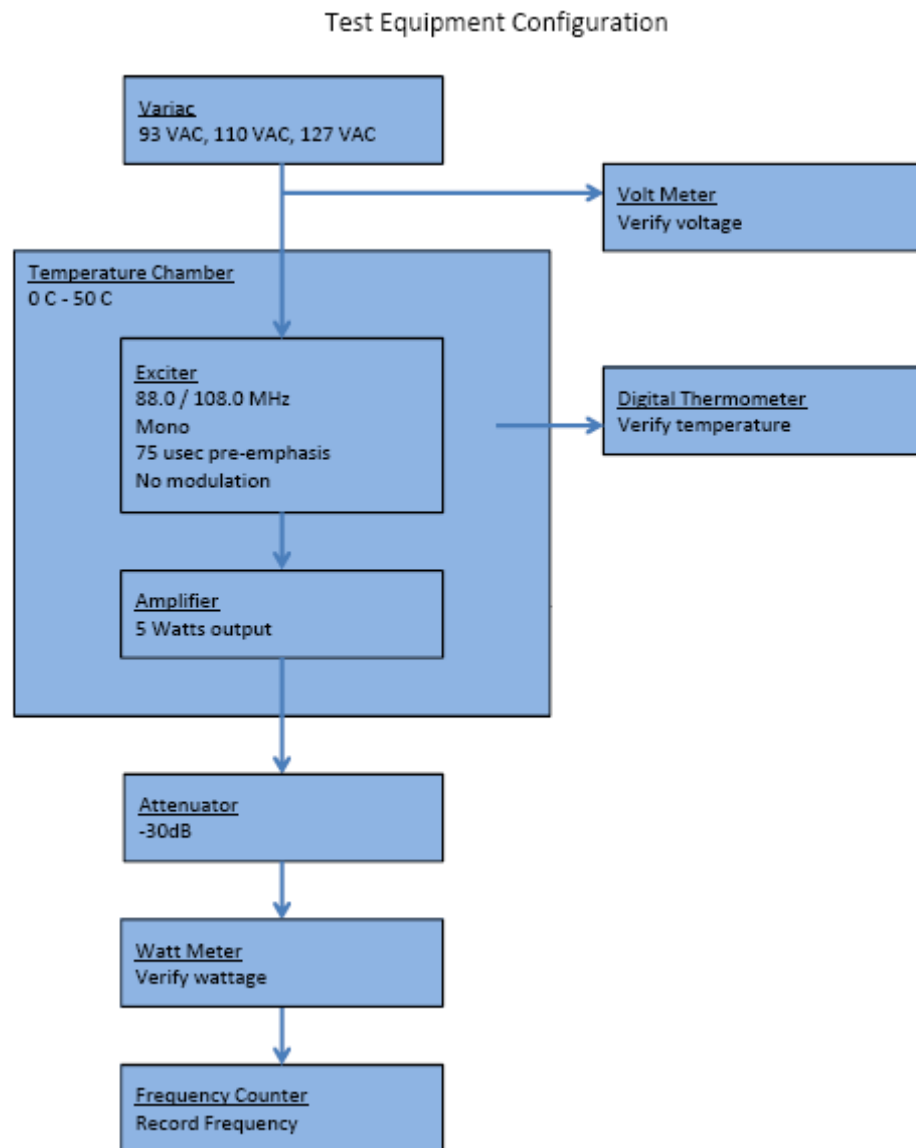 Test Equipment Configuration
Variac
93 VAC, 110 VAC, 127 VAC
Volt Meter
Verify voltage
Temperature Chamber
0 C - 50 C
Exciter
88.0 / 108.0 MHz
Mono
75 usec pre-emphasis
No modulation
Digital Thermometer
Verify temperature
Amplifier
5 Watts output
Attenuator
-30dB
Watt Meter
Verify wattage
Frequency Counter
Record Frequency